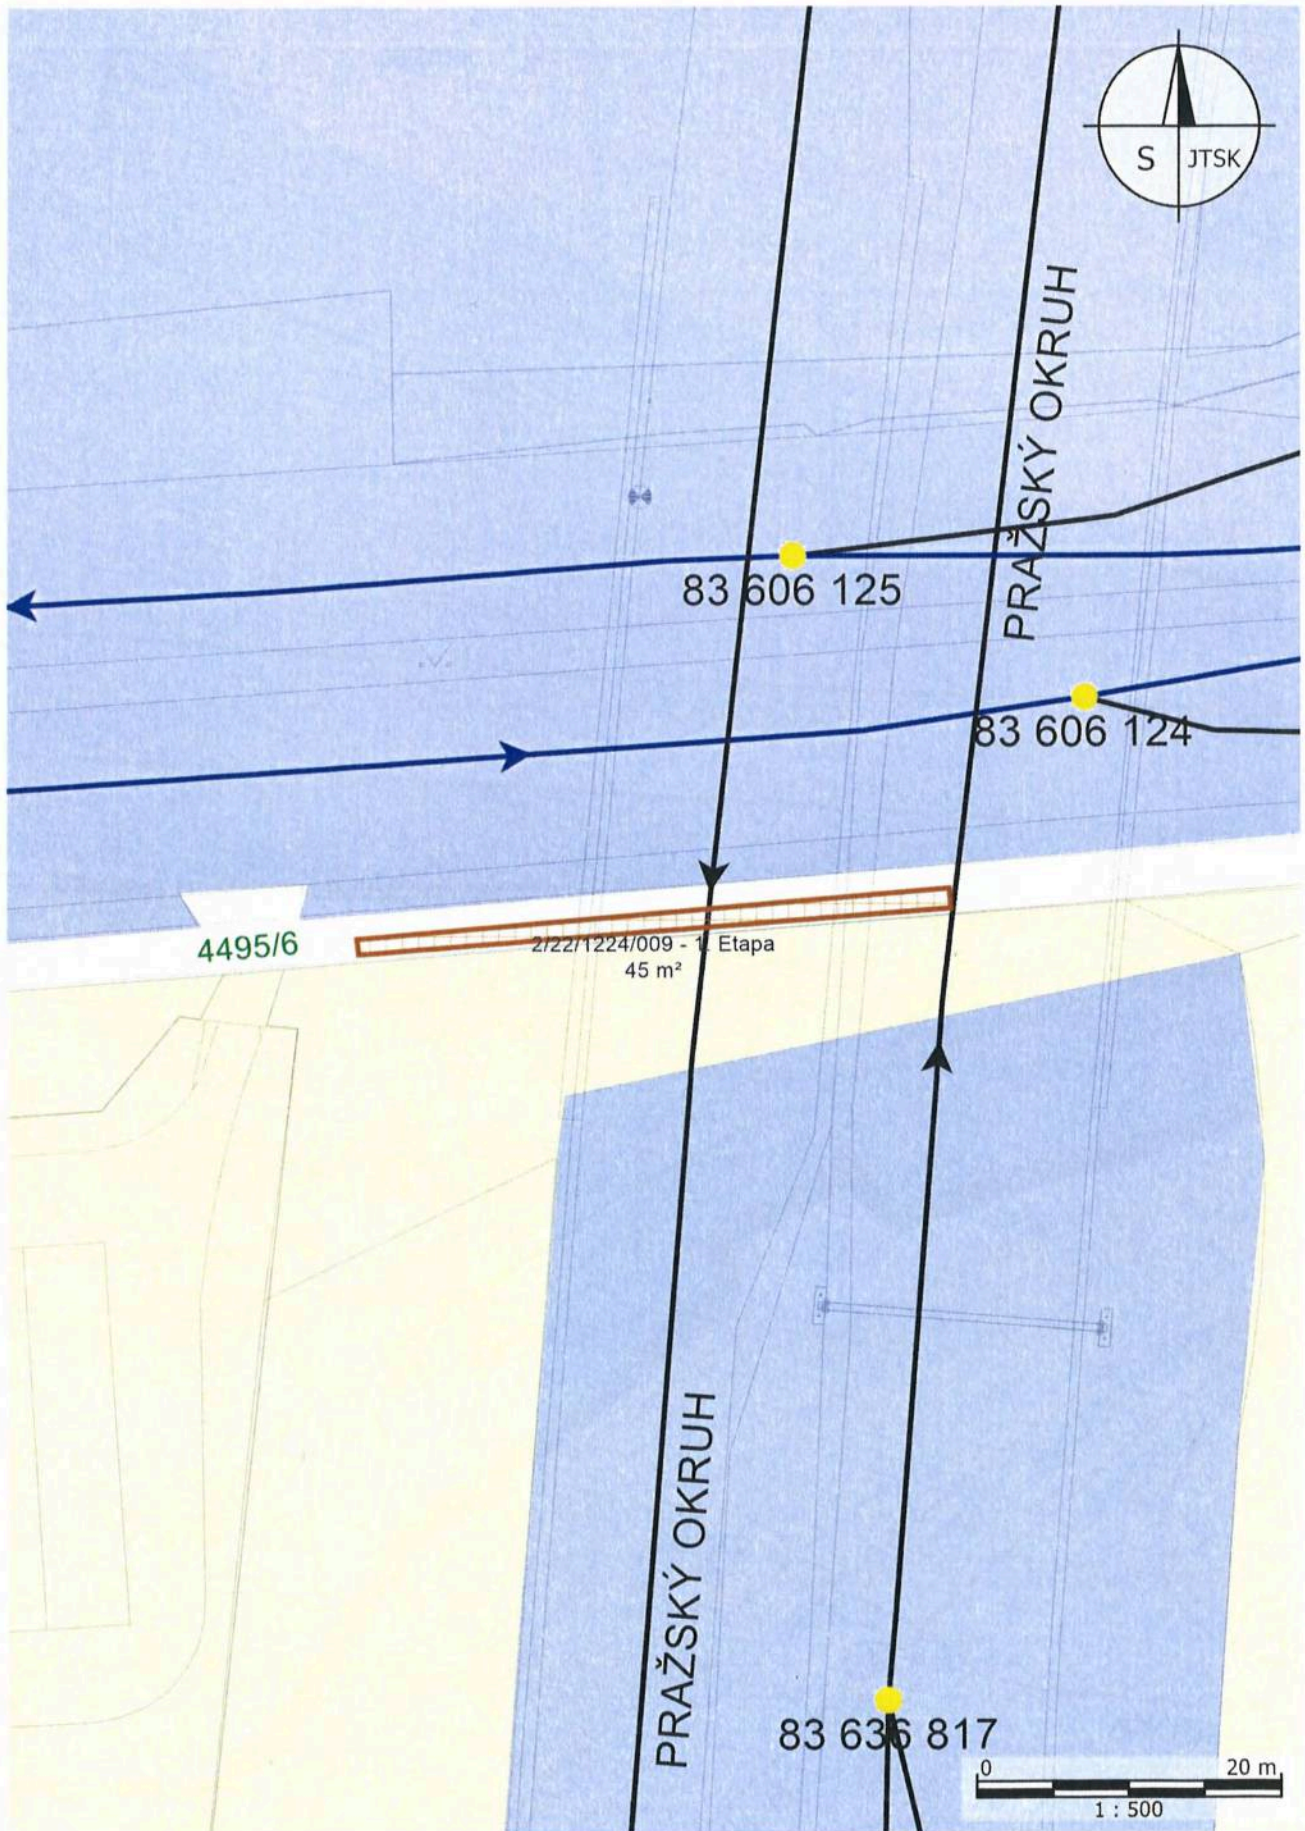 S JTSK
PRAŽSKÝ OKRUH
83 606 125
83 606 124
4495/6
2/22/1224/009 - 1. Etapa
45 m²
PRAŽSKÝ OKRUH
83 636 817
0 20 m
1 : 500